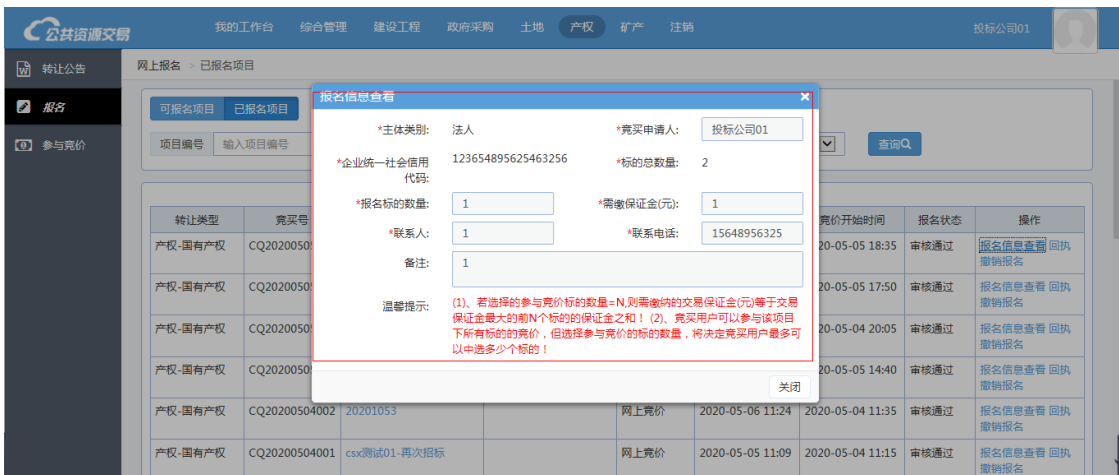 公共资源交易 我的工作台 综合管理 建设工程 政府采购 土地 产权 矿产 注销 投标公司01
转让公告
报名
参与竞价
网上报名 > 已报名项目
可报名项目 已报名项目
项目编号 输入项目编号 查询
报名信息查看 ×
*主体类别: 法人 *竞买申请人: 投标公司01
*企业统一社会信用
代码: 123654895625463256 *标的总数量: 2
*报名标的数量: 1 *需缴保证金(元): 1
*联系人: 1 *联系电话: 15648956325
备注: 1
温馨提示: (1)、若选择的参与竞价标的数量=N,则需缴纳的交易保证金(元)等于交易
保证金最大的前N个标的的保证金之和！(2)、竞买用户可以参与该项目
下所有标的的竞价，但选择参与竞价的标的数量，将决定竞买用户最多可
以中选多少个标的！
关闭
转让类型 竞买号 竞价开始时间 报名状态 操作
产权-国有产权 CQ2020050 20-05-05 18:35 审核通过 报名信息查看 回执
撤销报名
产权-国有产权 CQ2020050 20-05-05 17:50 审核通过 报名信息查看 回执
撤销报名
产权-国有产权 CQ2020050 20-05-04 20:05 审核通过 报名信息查看 回执
撤销报名
产权-国有产权 CQ2020050 20-05-05 14:40 审核通过 报名信息查看 回执
撤销报名
产权-国有产权 CQ20200504002 20201053 网上竞价 2020-05-06 11:24 2020-05-04 11:35 审核通过 报名信息查看 回执
撤销报名
产权-国有产权 CQ20200504001 csx测试01-再次招标 网上竞价 2020-05-05 11:09 2020-05-04 11:15 审核通过 报名信息查看 回执
撤销报名